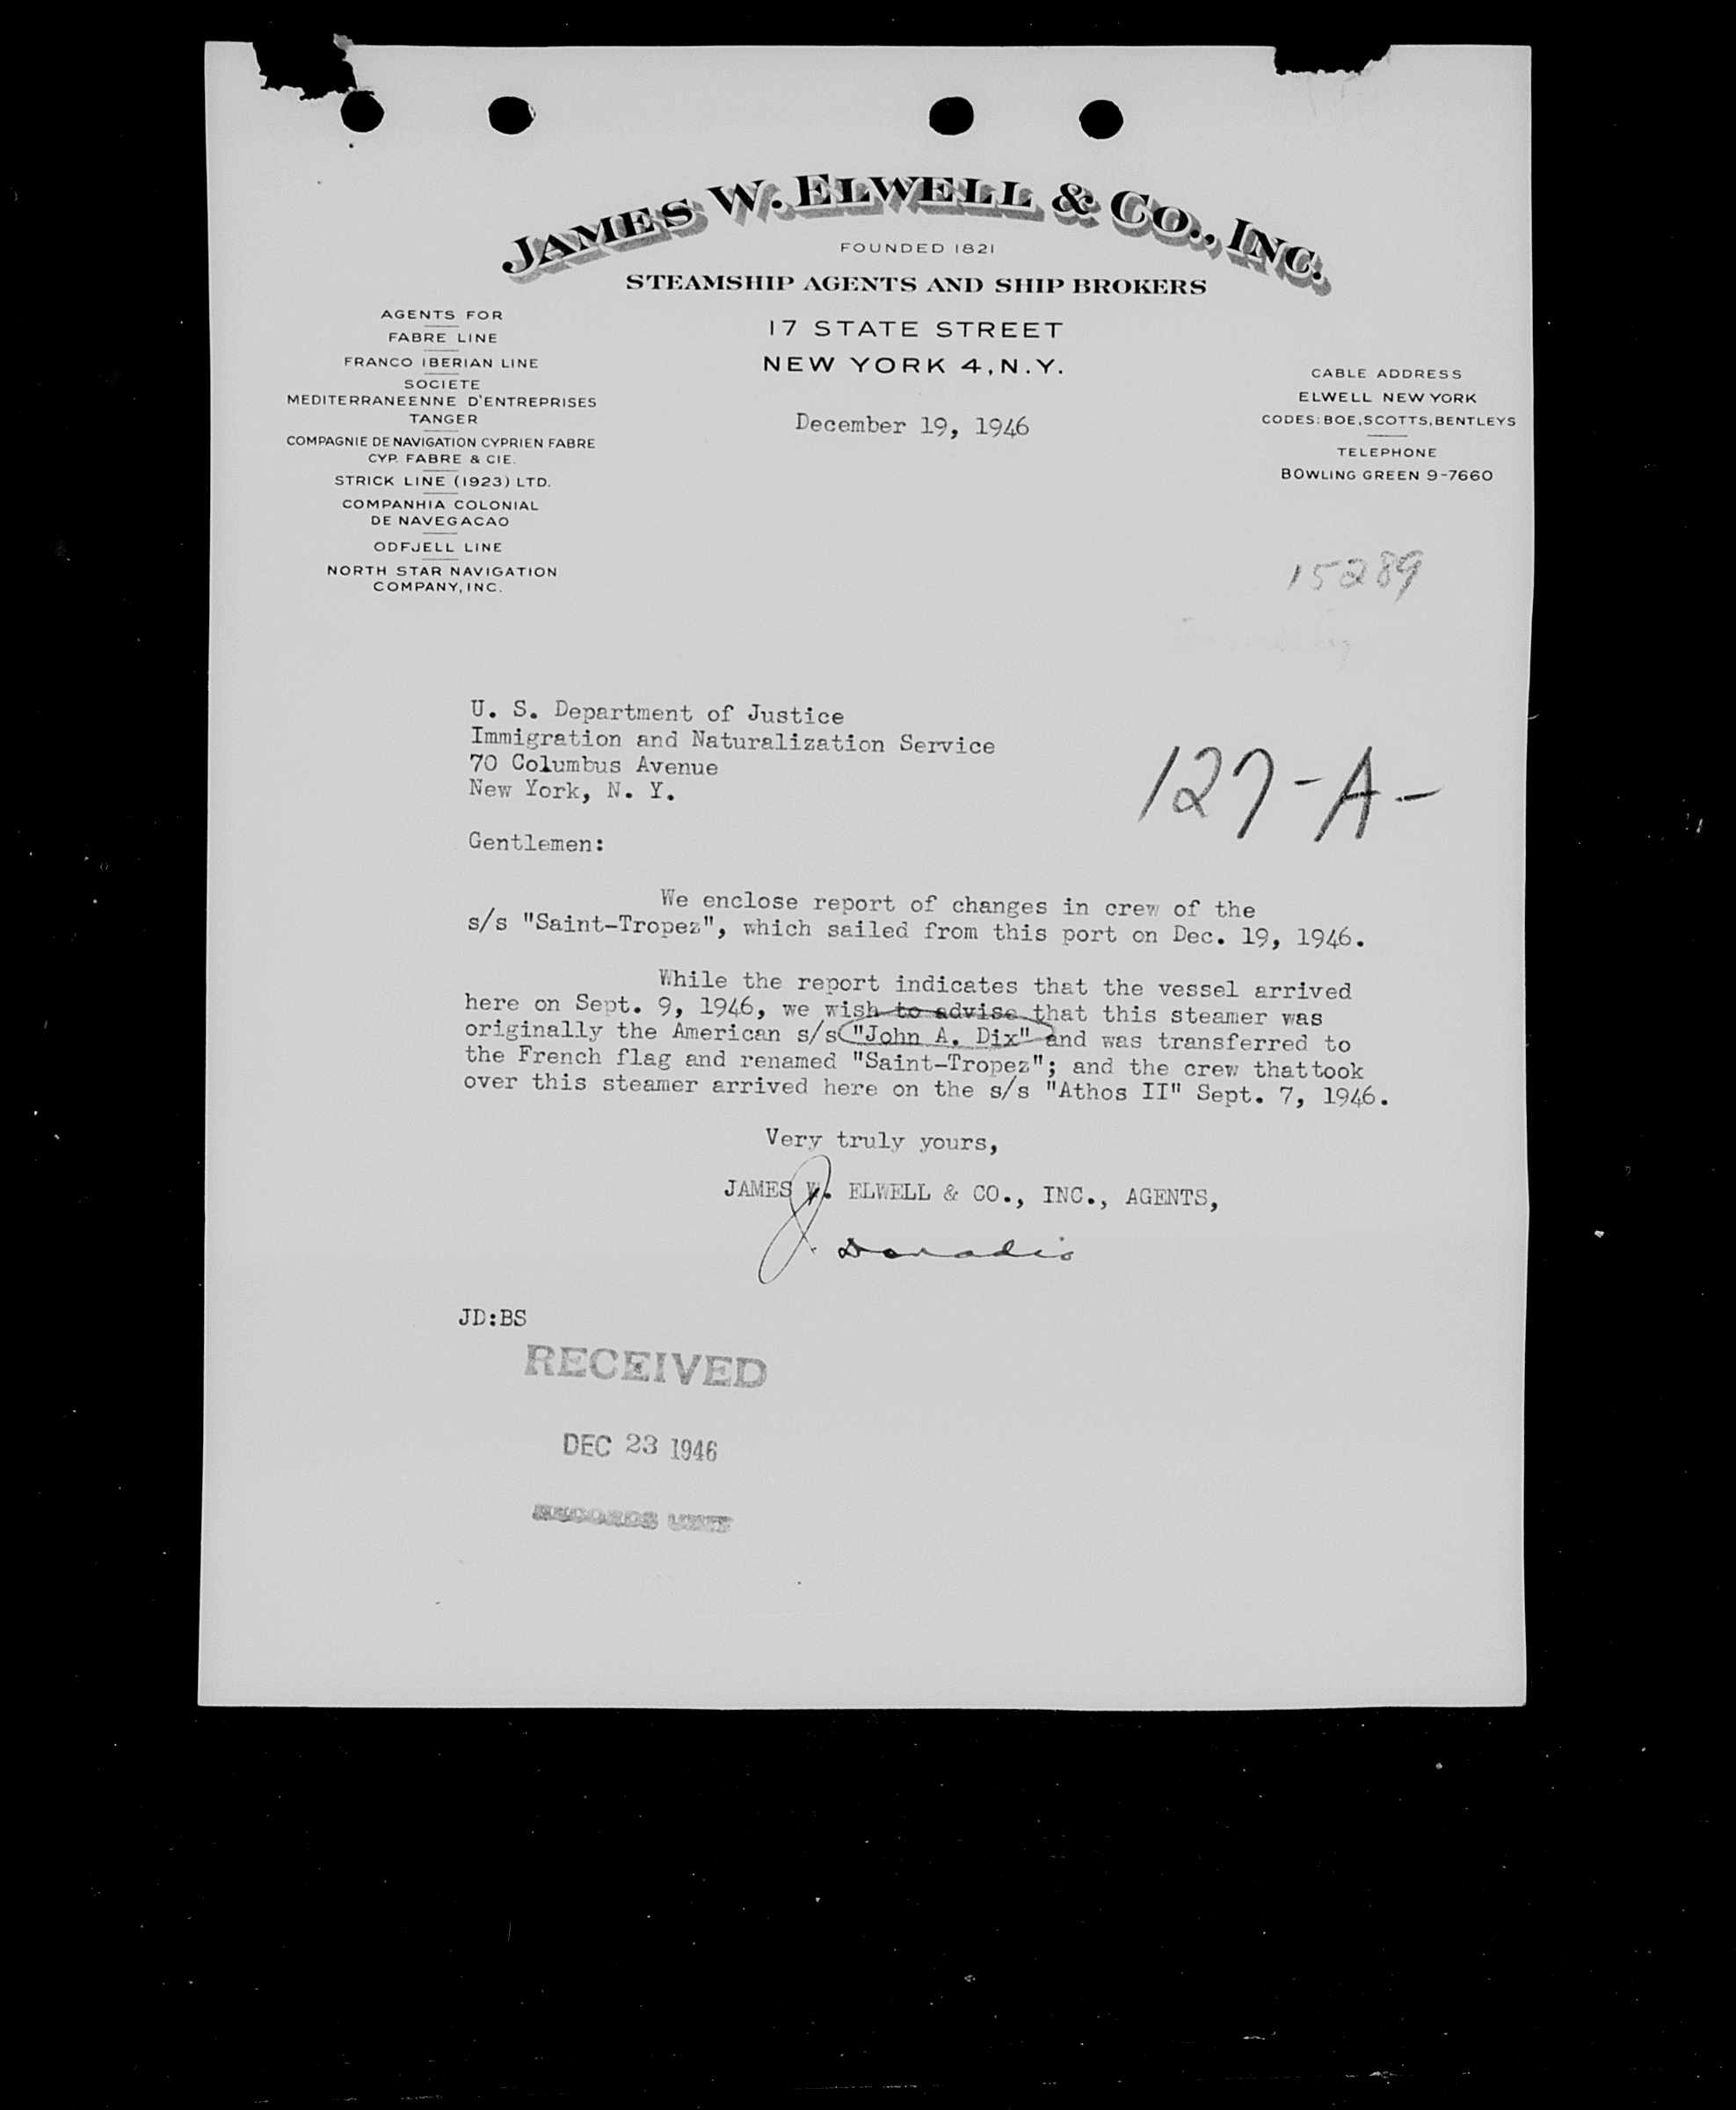 JAMES W. ELWELL & CO., INC.
FOUNDED 1821
STEAMSHIP AGENTS AND SHIP BROKERS
17 STATE STREET
NEW YORK 4, N.Y.
AGENTS FOR
FABRE LINE
FRANCO IBERIAN LINE
SOCIETE
MEDITERRANEENNE D'ENTREPRISES
TANGER
COMPAGNIE DE NAVIGATION CYPRIEN FABRE
CYP. FABRE & CIE.
STRICK LINE (1923) LTD.
COMPANHIA COLONIAL
DE NAVEGACAO
ODFJELL LINE
NORTH STAR NAVIGATION
COMPANY, INC.
CABLE ADDRESS
ELWELL NEW YORK
CODES: BOE, SCOTTS, BENTLEYS
TELEPHONE
BOWLING GREEN 9-7660
December 19, 1946
15289
U. S. Department of Justice
Immigration and Naturalization Service
70 Columbus Avenue
New York, N. Y.
127-A-
Gentlemen:
We enclose report of changes in crew of the
s/s "Saint-Tropez", which sailed from this port on Dec. 19, 1946.
While the report indicates that the vessel arrived
here on Sept. 9, 1946, we wish to advise that this steamer was
originally the American s/s "John A. Dix" and was transferred to
the French flag and renamed "Saint-Tropez"; and the crew thattook
over this steamer arrived here on the s/s "Athos II" Sept. 7, 1946.
Very truly yours,
JAMES W. ELWELL & CO., INC., AGENTS,
J. Donadio
JD:BS
RECEIVED
DEC 23 1946
RECORDS UNIT